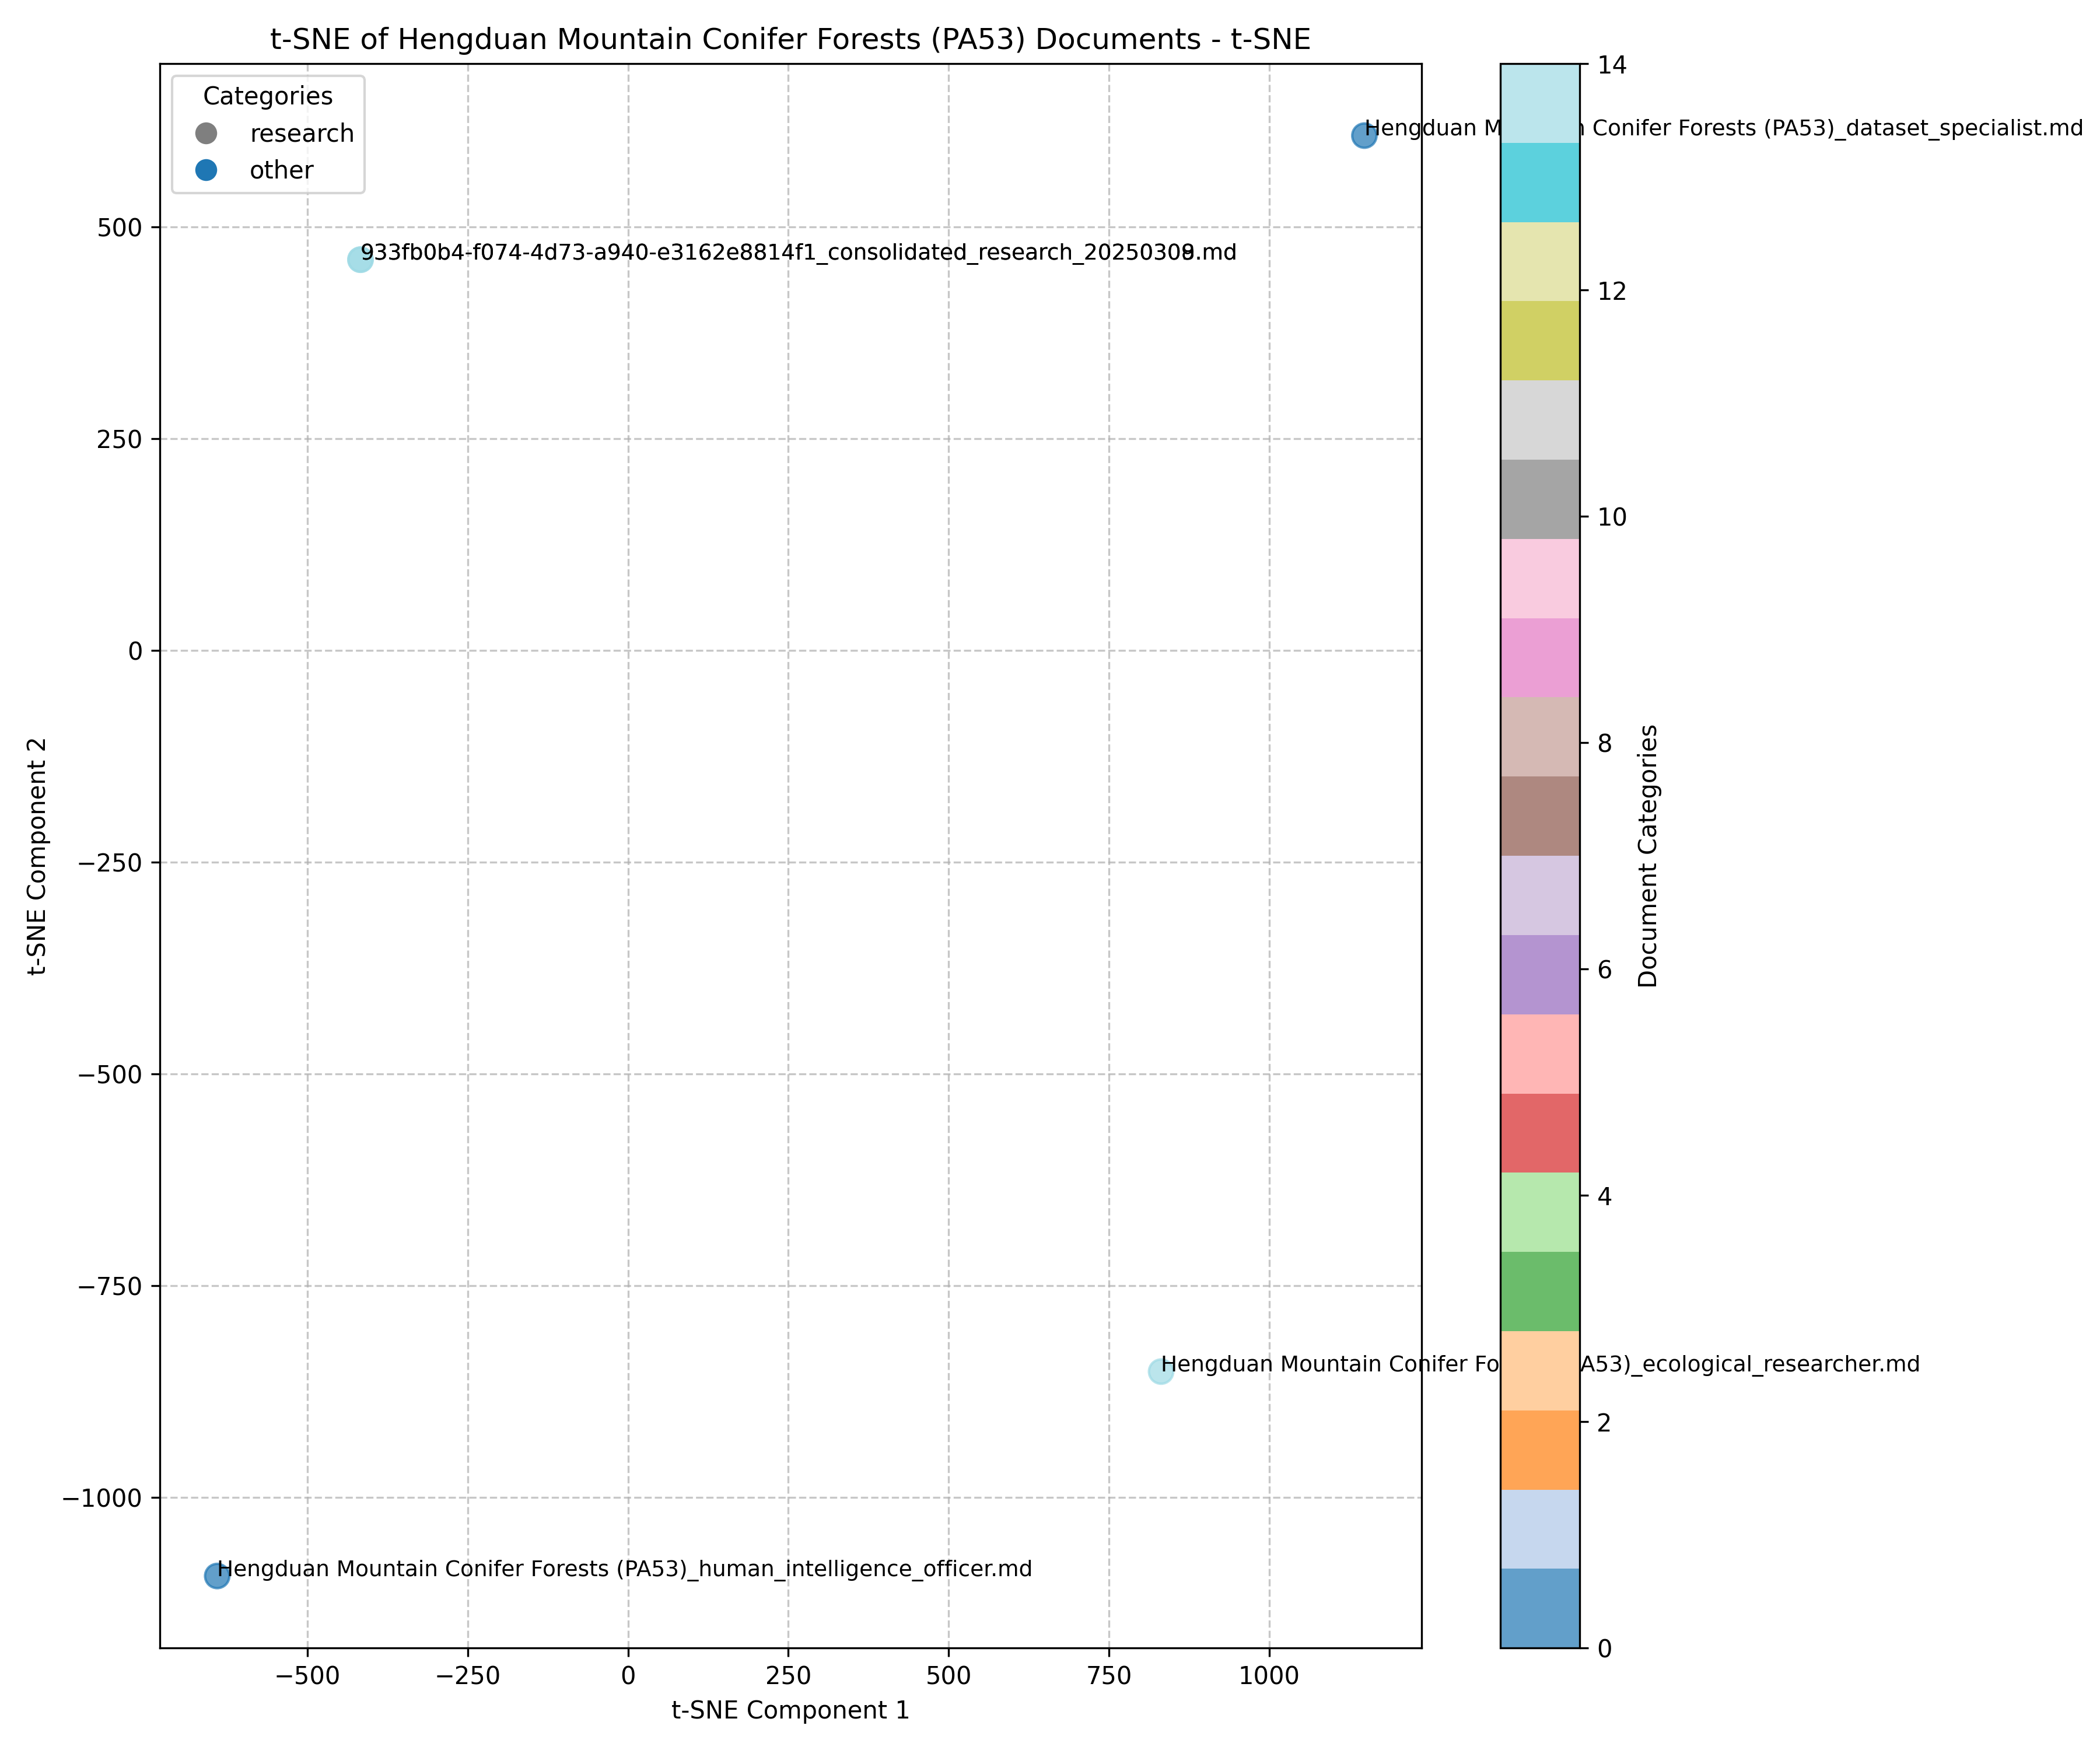 t-SNE of Hengduan Mountain Conifer Forests (PA53) Documents - t-SNE
Categories
research
other
Hengduan M n Conifer Forests (PA53)_dataset_specialist.md
933fb0b4-f074-4d73-a940-e3162e8814f1_consolidated_research_2025030 .md
Hengduan Mountain Conifer Fo A53)_ecological_researcher.md
Hengduan Mountain Conifer Forests (PA53)_human_intelligence_officer.md
500
250
0
−250
−500
−750
−1000
t-SNE Component 2
−500
−250
0
250
500
750
1000
t-SNE Component 1
14
12
10
8
6
4
2
0
Document Categories